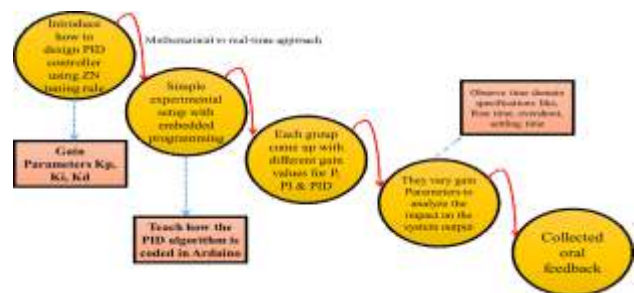 Introduce
how to
design PID
controller
using ZN
tuning rule
Mathematical to real-time approach
Gain
Parameters Kp,
Ki, Kd
Simple
experimental
setup with
embedded
programming
Teach how the
PID algorithm is
coded in Arduino
Each group
come up with
different gain
values for P,
PI & PID
Observe time domain
specifications like,
Rise time, overshoot,
settling time
They vary gain
Parameters to
analyze the
impact on the
system output
Collected
oral
feedback